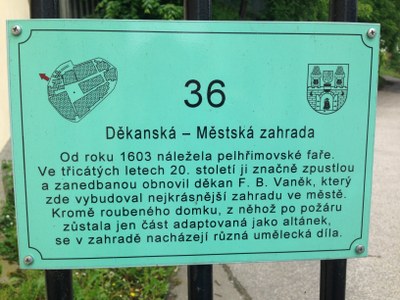 36
Děkanská – Městská zahrada
Od roku 1603 náležela pelhřimovské faře.
Ve třicátých letech 20. století ji značně zpustlou
a zanedbanou obnovil děkan F. B. Vaněk, který
zde vybudoval nejkrásnější zahradu ve městě.
Kromě roubeného domku, z něhož po požáru
zůstala jen část adaptovaná jako altánek,
se v zahradě nacházejí různá umělecká díla.